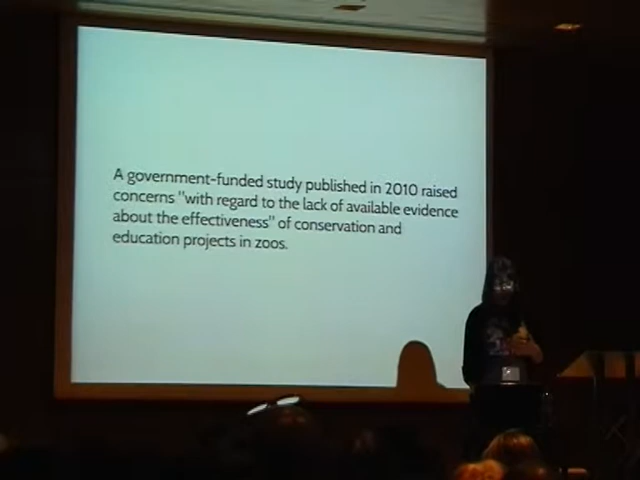 A government-funded study published in 2010 raised
concerns "with regard to the lack of available evidence
about the effectiveness" of conservation and
education projects in zoos.